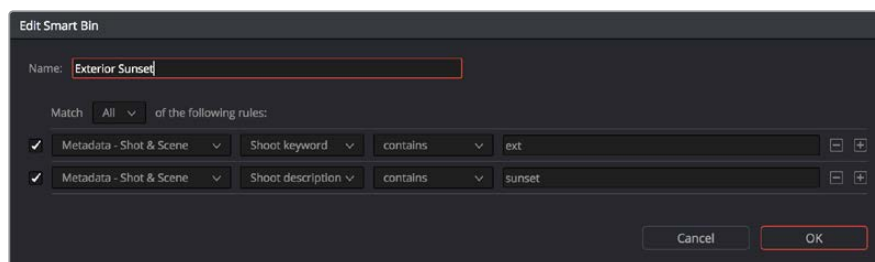 Edit Smart Bin
Name: Exterior Sunset
Match All of the following rules:
Metadata - Shot & Scene Shoot keyword contains ext
Metadata - Shot & Scene Shoot description contains sunset
Cancel OK